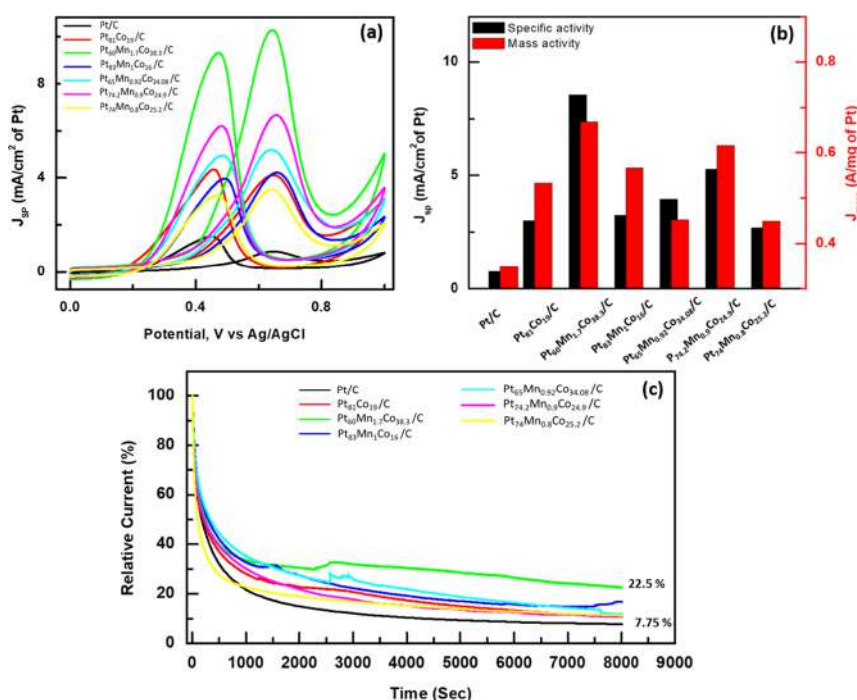 (a)
Pt/C
Pt81Co19/C
Pt60Mn1.7Co38.3/C
Pt83Mn1Co16/C
Pt65Mn0.92Co34.08/C
Pt74.2Mn0.9Co24.9/C
Pt74Mn0.8Co25.2/C
JSP (mA/cm2 of Pt)
8
4
0
0.0
0.4
0.8
Potential, V vs Ag/AgCl
(b)
Specific activity
Mass activity
Jsp (mA/cm2 of Pt)
10
5
0
0.8
0.6
0.4
(A/mg of Pt)
Pt/C
Pt81Co19/C
Pt60Mn1.7Co38.3/C
Pt83Mn1Co16/C
Pt65Mn0.92Co34.08/C
P74.2Mn0.9Co24.9/C
Pt74Mn0.8Co25.2/C
(c)
Pt/C
Pt81Co19/C
Pt60Mn1.7Co38.3/C
Pt83Mn1Co16/C
Pt65Mn0.92Co34.08/C
Pt74.2Mn0.9Co24.9/C
Pt74Mn0.8Co25.2/C
Relative Current (%)
100
80
60
40
20
0
22.5 %
7.75 %
0 1000 2000 3000 4000 5000 6000 7000 8000 9000
Time (Sec)